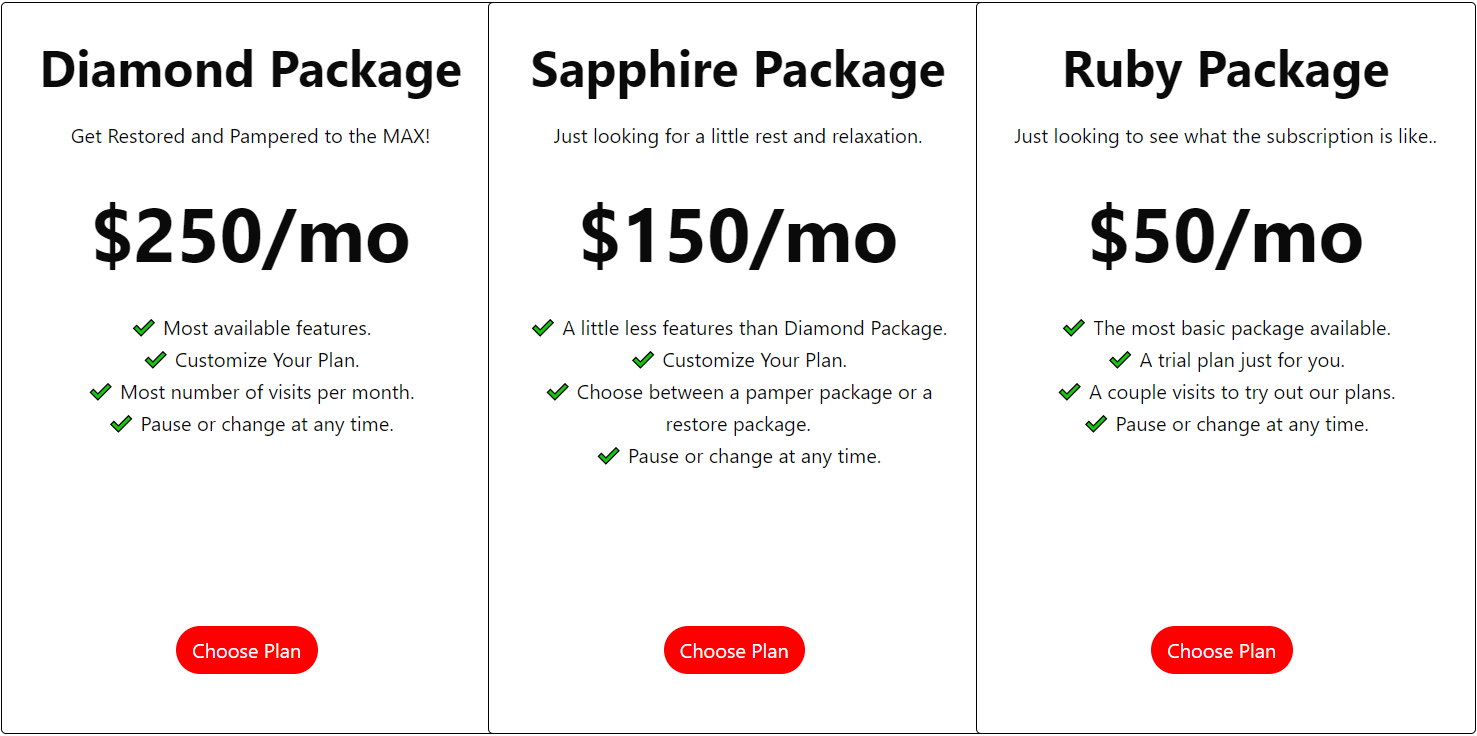 Diamond Package
Get Restored and Pampered to the MAX!
$250/mo
Most available features.
Customize Your Plan.
Most number of visits per month.
Pause or change at any time.
Choose Plan
Sapphire Package
Just looking for a little rest and relaxation.
$150/mo
A little less features than Diamond Package.
Customize Your Plan.
Choose between a pamper package or a
restore package.
Pause or change at any time.
Choose Plan
Ruby Package
Just looking to see what the subscription is like..
$50/mo
The most basic package available.
A trial plan just for you.
A couple visits to try out our plans.
Pause or change at any time.
Choose Plan